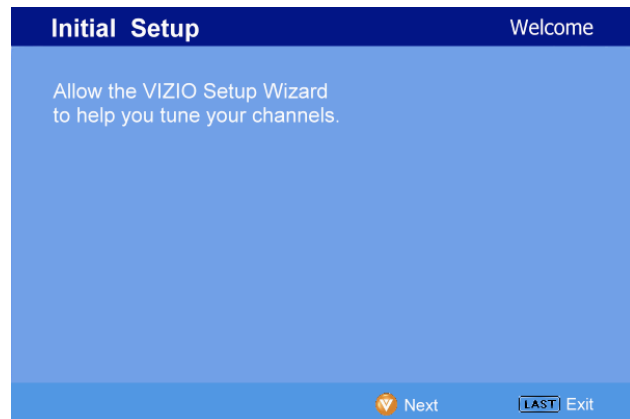 Initial Setup
Welcome
Allow the VIZIO Setup Wizard
to help you tune your channels.
V Next
LAST Exit